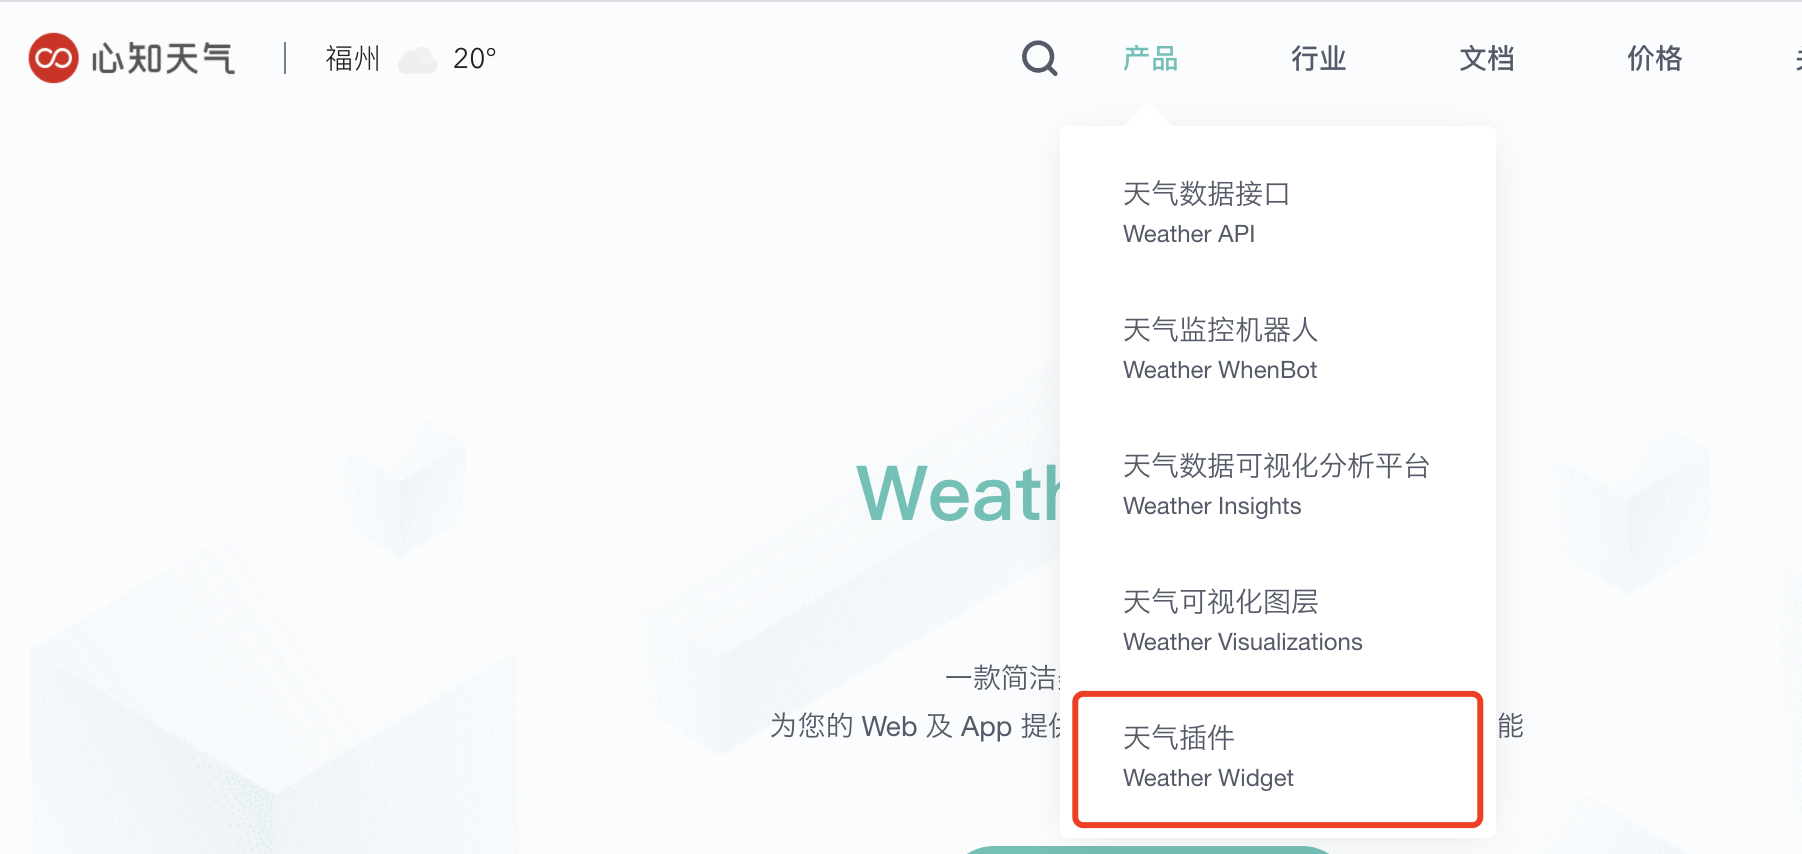 心知天气
福州 20°
产品 行业 文档 价格
天气数据接口
Weather API
天气监控机器人
Weather WhenBot
天气数据可视化分析平台
Weather Insights
天气可视化图层
Weather Visualizations
天气插件
Weather Widget
一款简洁
为您的 Web 及 App 提
能